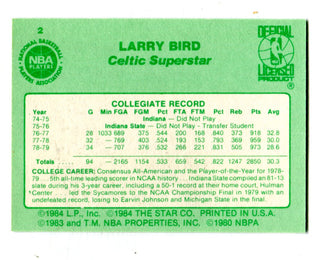 2
NATIONAL BASKETBALL
NBA
PLAYERS
PLAYERS ASSOCIATION
LARRY BIRD
Celtic Superstar
OFFICIAL
LICENSED
PRODUCT
COLLEGIATE RECORD
Year G Min FGA FGM Pct FTA FTM Pct Reb Pts Ave
74-75 Indiana — Did Not Play
75-76 Indiana State — Did Not Play - Transfer Student
76-77 28 1033 689 375 .544 200 168 .840 373 918 32.8
77-78 32 — 769 403 .524 193 153 .793 369 959 30.0
78-79 34 — 707 376 .532 266 221 .831 505 973 28.6
Totals 94 — 2165 1154 .533 659 542 .822 1247 2850 30.3
COLLEGE CAREER: Consensus All-American and the Player-of-the-Year for 1978-
79 . . . 5th all-time leading scorer in NCAA history . . . Indiana State compiled an 81-13
slate during his 3-year career, including a 50-1 record at their home court, Hulman
Center . . . led the Sycamores to the NCAA Championship Final in 1979 with an
undefeated record, losing to Earvin Johnson and Michigan State in the final.
©1984 L.P., Inc. ©1984 THE STAR CO. PRINTED IN U.S.A.
©1983 and T.M. NBA PROPERTIES, INC. ©1980 NBPA